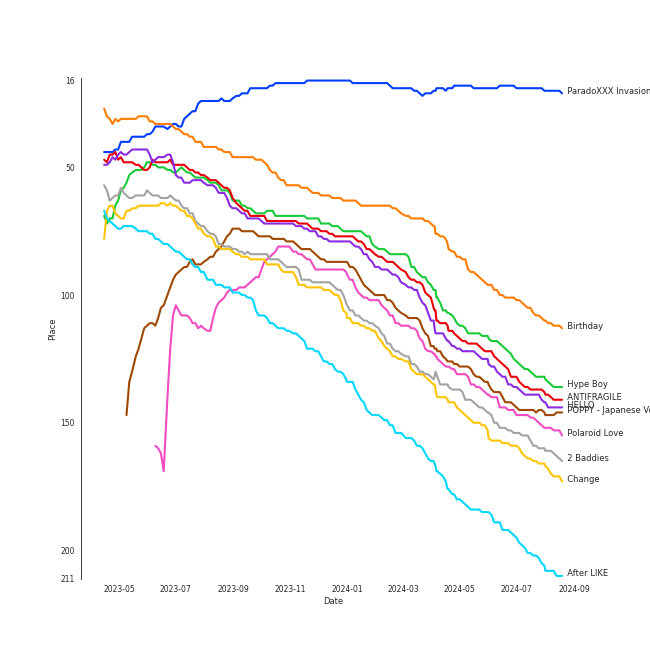 16
50
100
150
200
211
Place
2023-05 2023-07 2023-09 2023-11 2024-01 2024-03 2024-05 2024-07 2024-09
Date
ParadoXXX Invasion
Birthday
Hype Boy
ANTIFRAGILE
HELLO
POPPY - Japanese Ve
Polaroid Love
2 Baddies
Change
After LIKE